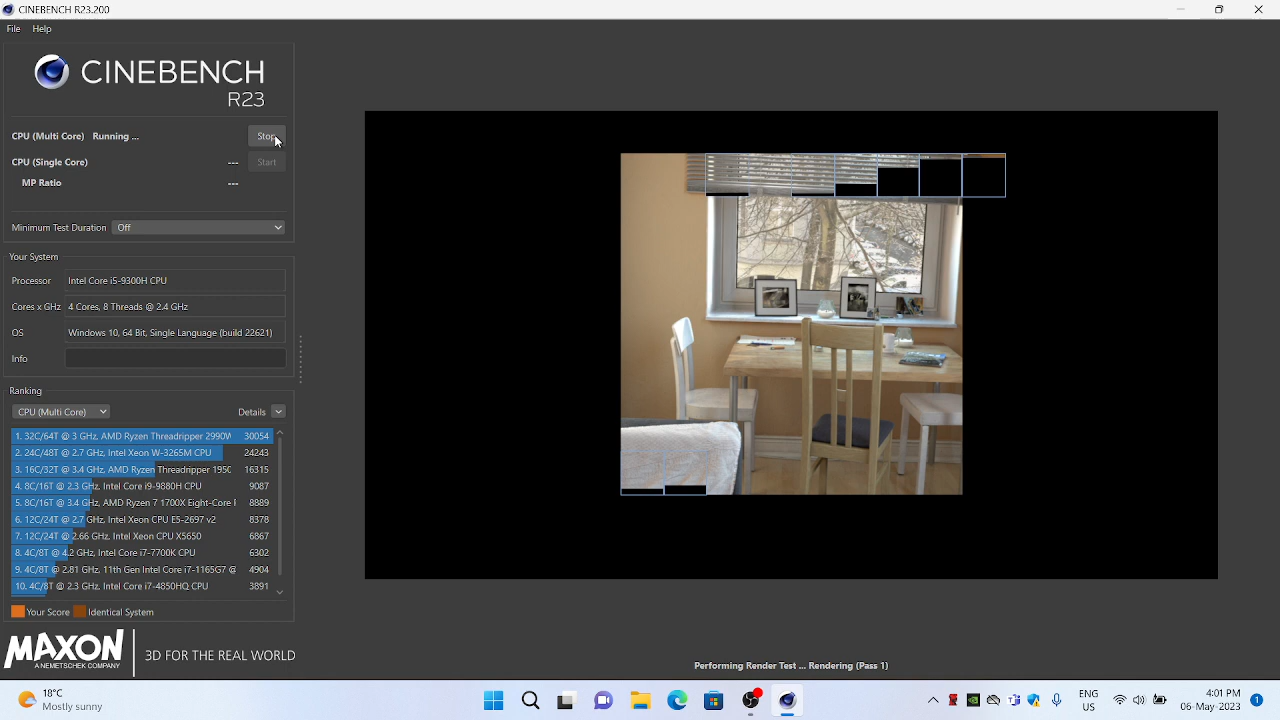 CINEBENCH R23.200
File Help
CINEBENCH
R23
CPU (Multi Core) Running ... Stop
CPU (Single Core) --- Start
MP Ratio ---
Minimum Test Duration Off
Your System
Processor Intel Core i5-9300H CPU
Cores x GHz 4 Cores, 8 Threads @ 2.4 GHz
OS Windows 10, 64 Bit, Single Language (build 22621)
Info
Ranking
CPU (Multi Core) Details
1. 32C/64T @ 3 GHz, AMD Ryzen Threadripper 2990W 30054
2. 24C/48T @ 2.7 GHz, Intel Xeon W-3265M CPU 24243
3. 16C/32T @ 3.4 GHz, AMD Ryzen Threadripper 1950 16315
4. 8C/16T @ 2.3 GHz, Intel Core i9-9880H CPU 9087
5. 8C/16T @ 3.4 GHz, AMD Ryzen 7 1700X Eight-Core 8889
6. 12C/24T @ 2.7 GHz, Intel Xeon CPU E5-2697 v2 8378
7. 12C/24T @ 2.66 GHz, Intel Xeon CPU X5650 6867
8. 4C/8T @ 4.2 GHz, Intel Core i7-7700K CPU 6302
9. 4C/8T @ 2.81 GHz, 11th Gen Intel Core i7-1165G7 @ 4904
10. 4C/8T @ 2.3 GHz, Intel Core i7-4850HQ CPU 3891
Your Score Identical System
MAXON
A NEMETSCHEK COMPANY
3D FOR THE REAL WORLD
Performing Render Test ... Rendering (Pass 1)
18°C
Mostly sunny
ENG
US
4:01 PM
06-May-2023
1